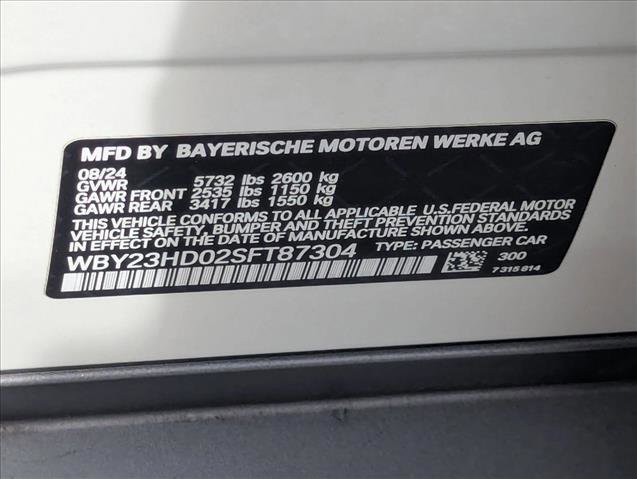 MFD BY BAYERISCHE MOTOREN WERKE AG
08/24
GVWR 5732 lbs 2600 kg
GAWR FRONT 2535 lbs 1150 kg
GAWR REAR 3417 lbs 1550 kg
THIS VEHICLE CONFORMS TO ALL APPLICABLE U.S.FEDERAL MOTOR
VEHICLE SAFETY, BUMPER AND THEFT PREVENTION STANDARDS
IN EFFECT ON THE DATE OF MANUFACTURE SHOWN ABOVE.
WBY23HD02SFT87304 TYPE: PASSENGER CAR
300
7 315 814